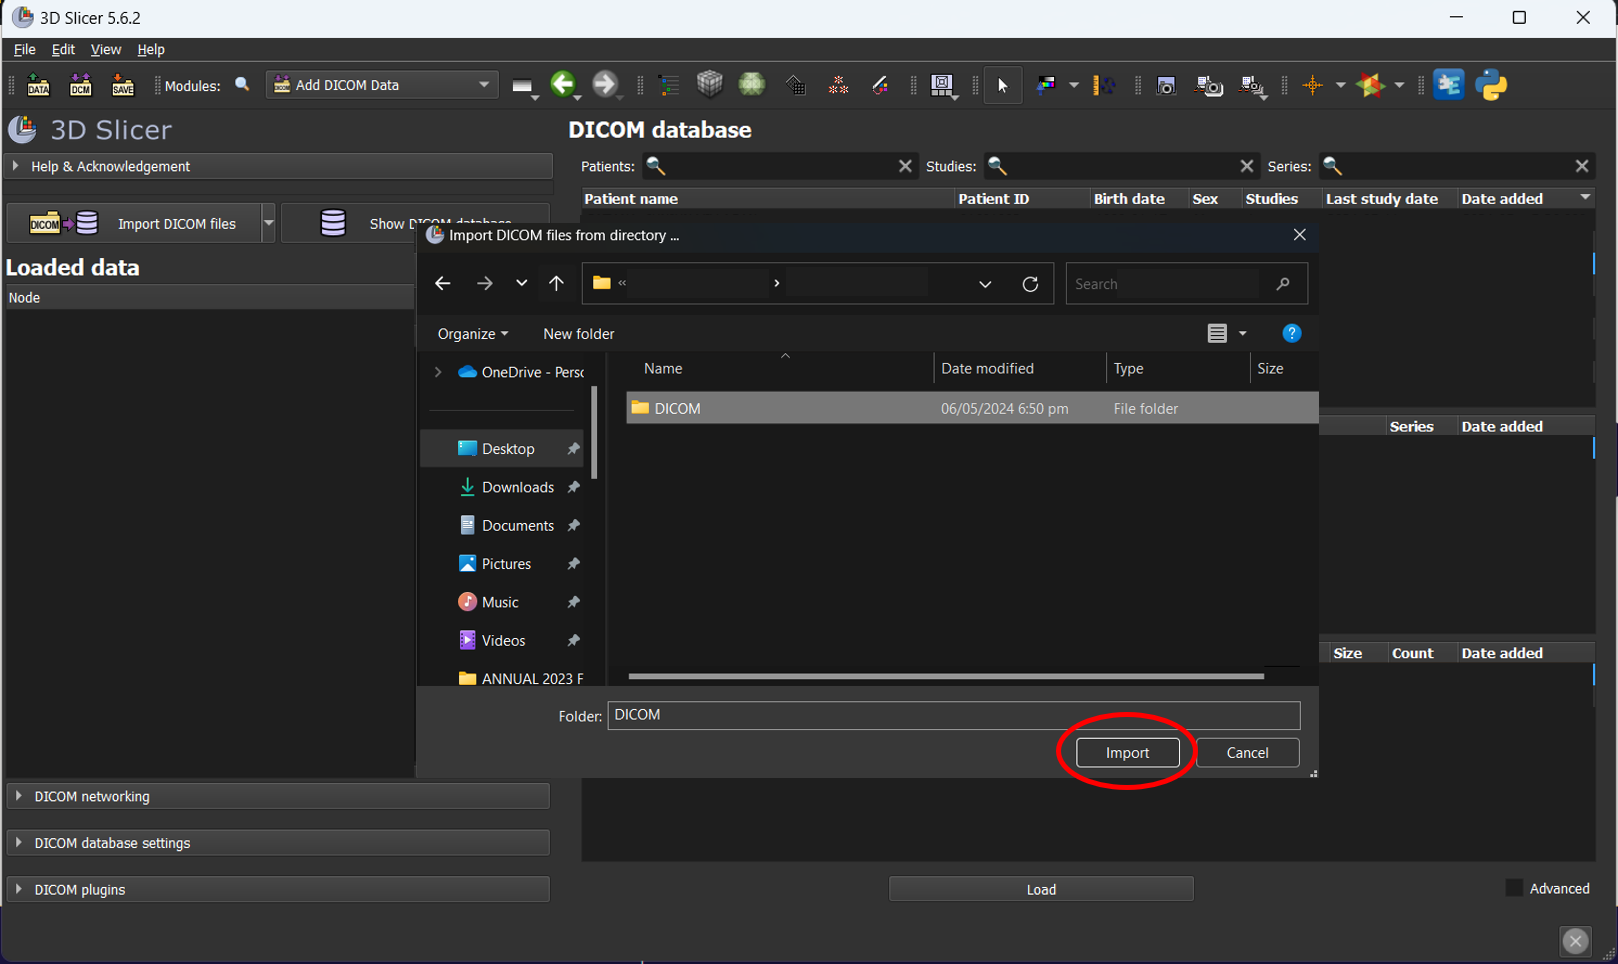 3D Slicer 5.6.2
File Edit View Help
DATA DCM SAVE Modules: Add DICOM Data
3D Slicer
DICOM database
Help & Acknowledgement
Patients: Studies: Series:
Patient name Patient ID Birth date Sex Studies Last study date Date added
DICOM Import DICOM files Show DICOM database
Import DICOM files from directory ...
Loaded data
Node
Search
Organize New folder
Name Date modified Type Size
OneDrive - Perso
DICOM 06/05/2024 6:50 pm File folder
Series Date added
Desktop
Downloads
Documents
Pictures
Music
Videos
Size Count Date added
ANNUAL 2023 F
Folder: DICOM
Import Cancel
DICOM networking
DICOM database settings
DICOM plugins
Load
Advanced